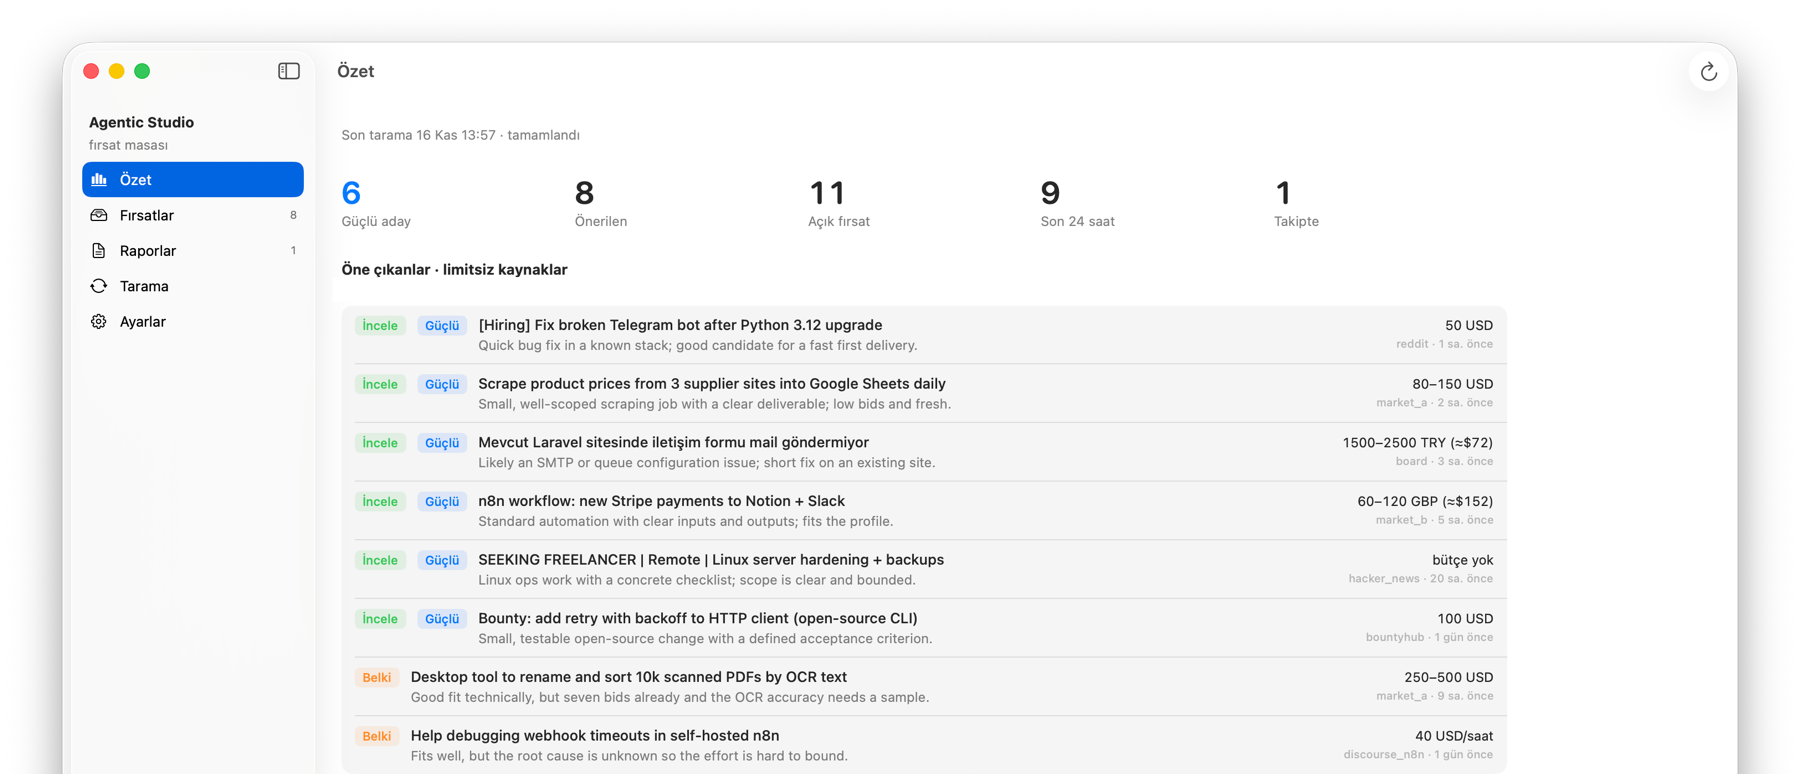 Özet
Agentic Studio
fırsat masası
Özet
Fırsatlar 8
Raporlar 1
Tarama
Ayarlar
Son tarama 16 Kas 13:57 · tamamlandı
6 8 11 9 1
Güçlü aday Önerilen Açık fırsat Son 24 saat Takipte
Öne çıkanlar · limitsiz kaynaklar
İncele Güçlü [Hiring] Fix broken Telegram bot after Python 3.12 upgrade 50 USD
Quick bug fix in a known stack; good candidate for a fast first delivery. reddit · 1 sa. önce
İncele Güçlü Scrape product prices from 3 supplier sites into Google Sheets daily 80–150 USD
Small, well-scoped scraping job with a clear deliverable; low bids and fresh. market_a · 2 sa. önce
İncele Güçlü Mevcut Laravel sitesinde iletişim formu mail göndermiyor 1500–2500 TRY (≈$72)
Likely an SMTP or queue configuration issue; short fix on an existing site. board · 3 sa. önce
İncele Güçlü n8n workflow: new Stripe payments to Notion + Slack 60–120 GBP (≈$152)
Standard automation with clear inputs and outputs; fits the profile. market_b · 5 sa. önce
İncele Güçlü SEEKING FREELANCER | Remote | Linux server hardening + backups bütçe yok
Linux ops work with a concrete checklist; scope is clear and bounded. hacker_news · 20 sa. önce
İncele Güçlü Bounty: add retry with backoff to HTTP client (open-source CLI) 100 USD
Small, testable open-source change with a defined acceptance criterion. bountyhub · 1 gün önce
Belki Desktop tool to rename and sort 10k scanned PDFs by OCR text 250–500 USD
Good fit technically, but seven bids already and the OCR accuracy needs a sample. market_a · 9 sa. önce
Belki Help debugging webhook timeouts in self-hosted n8n 40 USD/saat
Fits well, but the root cause is unknown so the effort is hard to bound. discourse_n8n · 1 gün önce